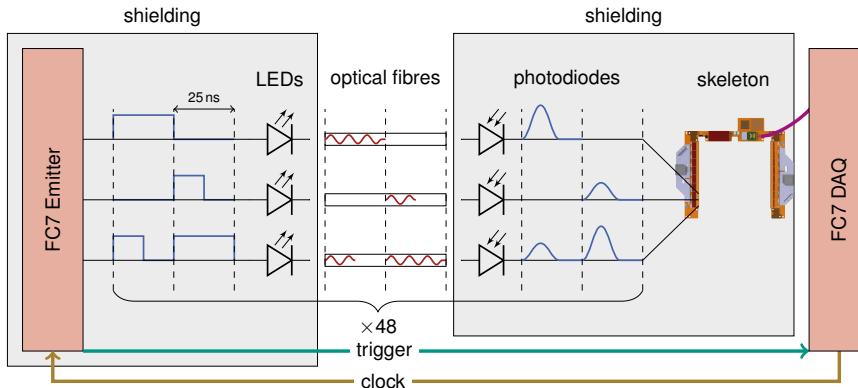 shielding
shielding
FC7 Emitter
25 ns
LEDs
optical fibres
photodiodes
skeleton
FC7 DAQ
×48
trigger
clock